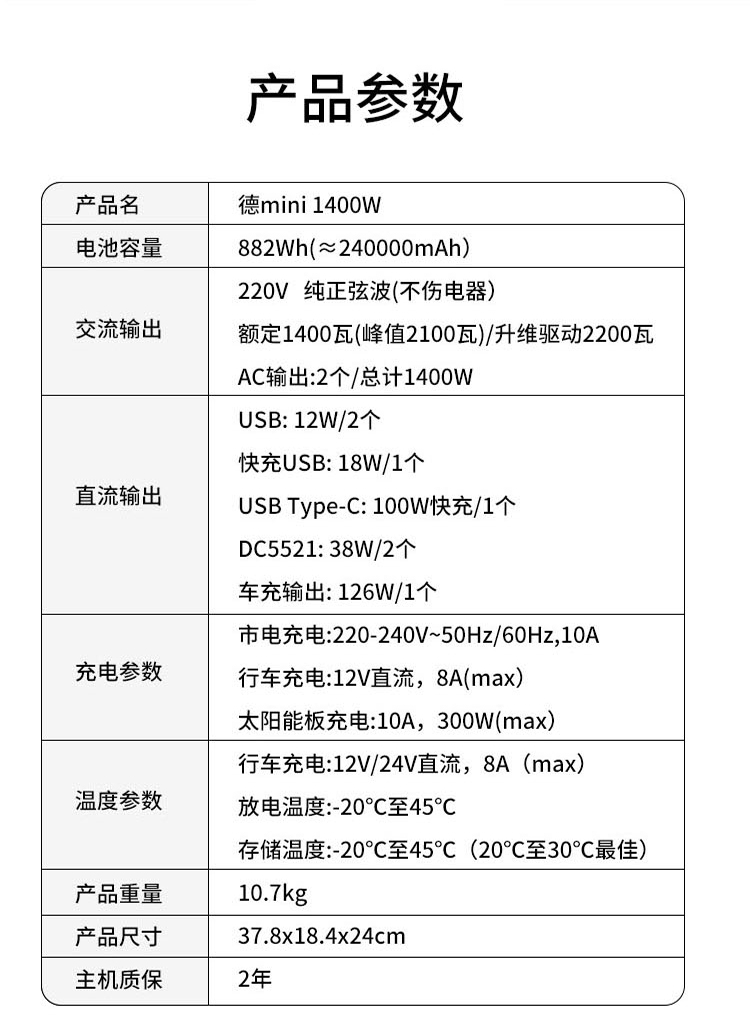 产品参数
产品名 德mini 1400W
电池容量 882Wh(≈240000mAh）
交流输出
220V 纯正弦波(不伤电器）
额定1400瓦(峰值2100瓦)/升维驱动2200瓦
AC输出:2个/总计1400W
直流输出
USB: 12W/2个
快充USB: 18W/1个
USB Type-C: 100W快充/1个
DC5521: 38W/2个
车充输出: 126W/1个
充电参数
市电充电:220-240V~50Hz/60Hz,10A
行车充电:12V直流，8A(max）
太阳能板充电:10A，300W(max）
温度参数
行车充电:12V/24V直流，8A（max）
放电温度:-20℃至45℃
存储温度:-20℃至45℃（20℃至30℃最佳）
产品重量 10.7kg
产品尺寸 37.8x18.4x24cm
主机质保 2年